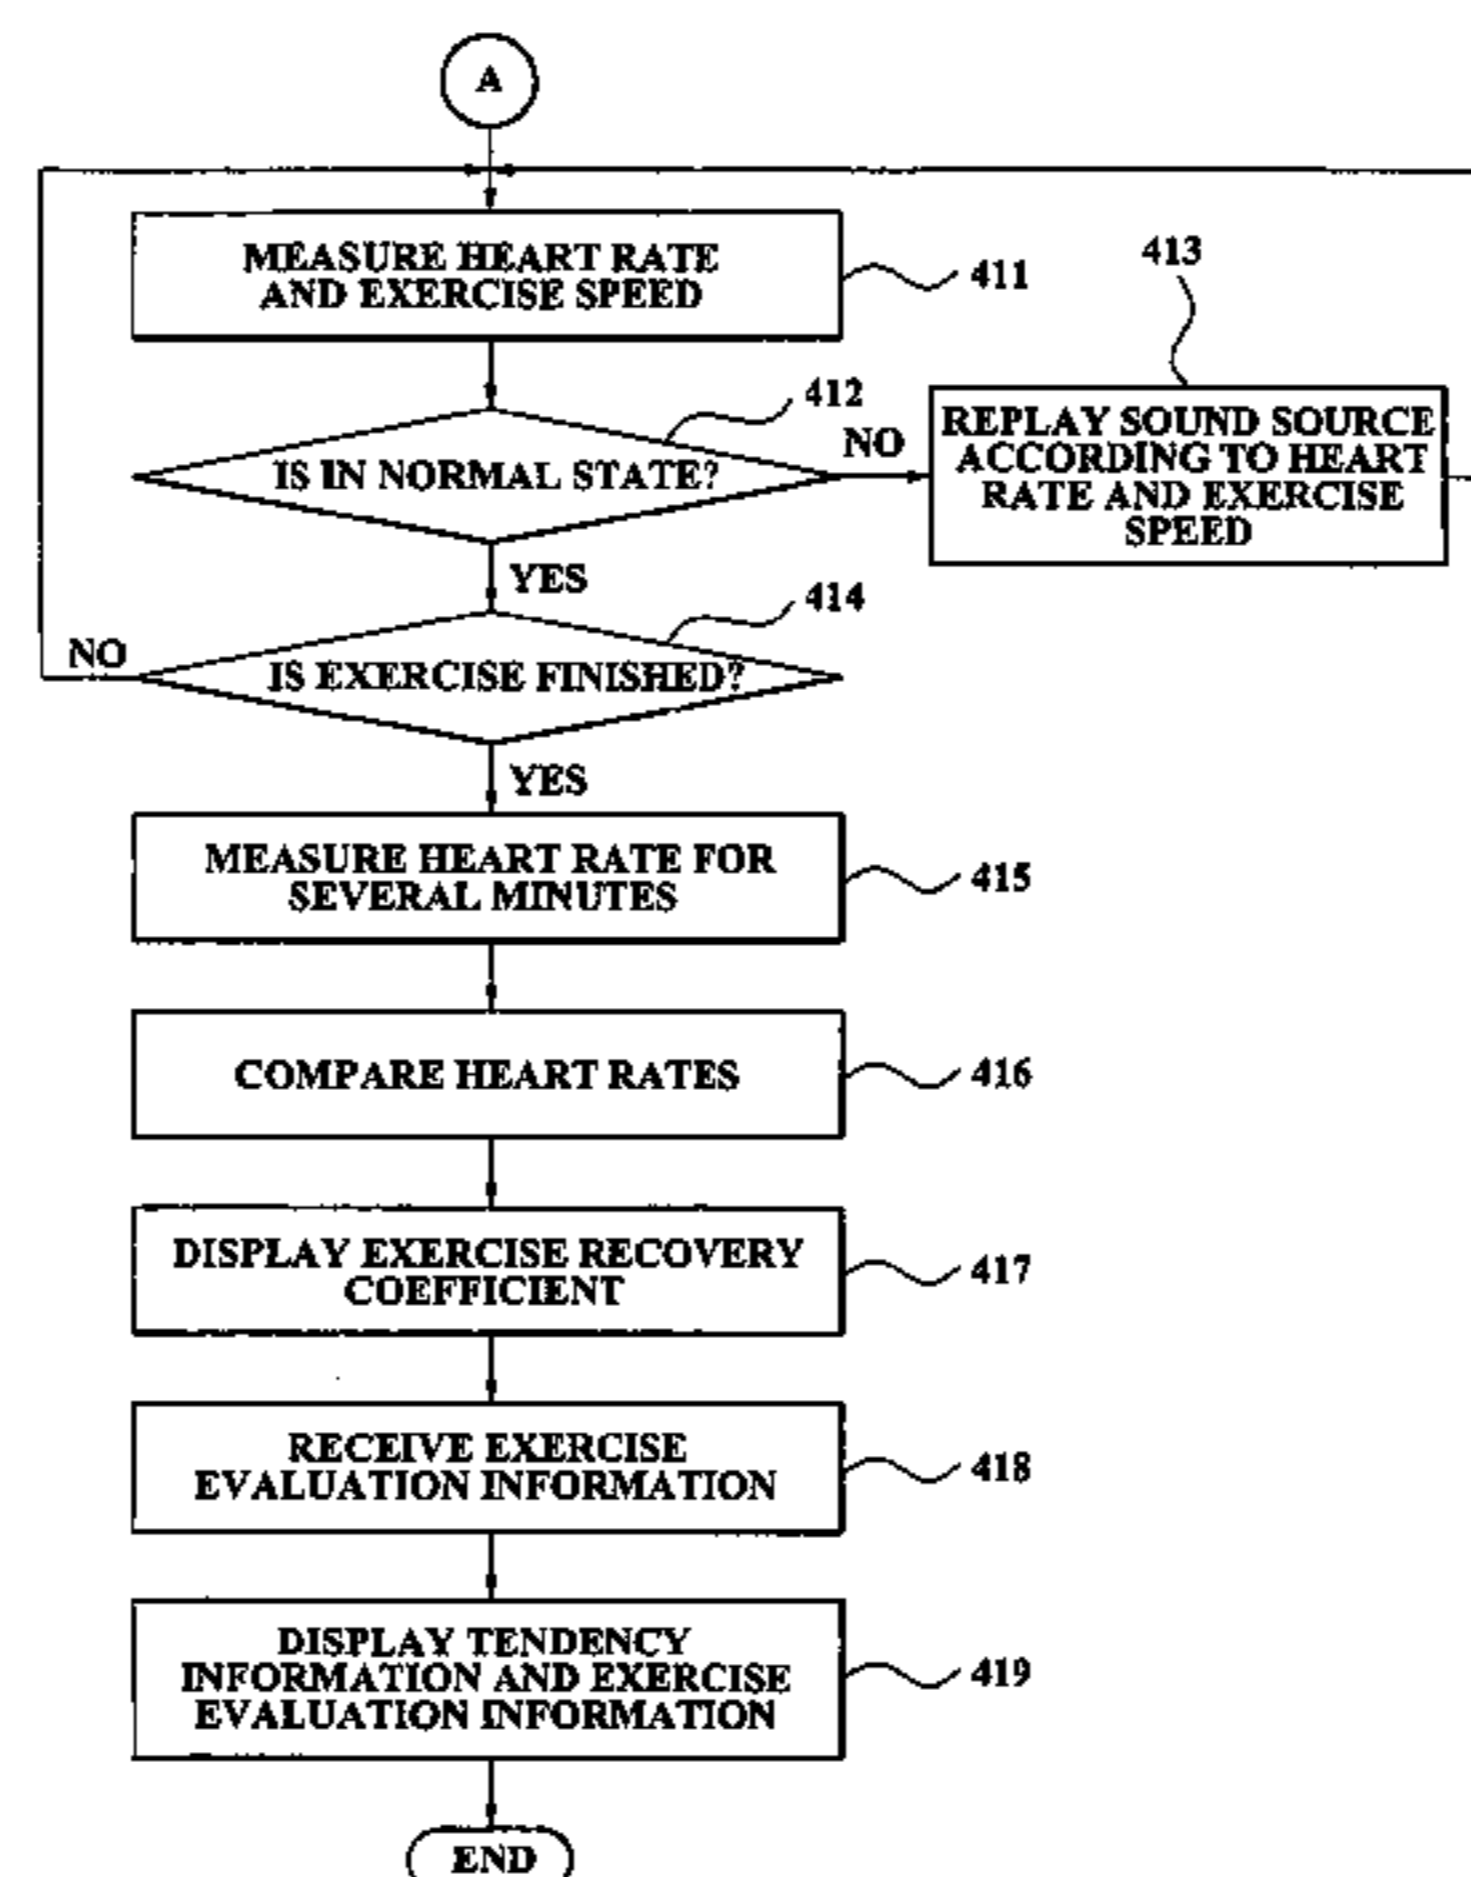 A
MEASURE HEART RATE
AND EXERCISE SPEED
411
413
412
IS IN NORMAL STATE?
NO
REPLAY SOUND SOURCE
ACCORDING TO HEART
RATE AND EXERCISE
SPEED
YES
414
NO
IS EXERCISE FINISHED?
YES
MEASURE HEART RATE FOR
SEVERAL MINUTES
415
COMPARE HEART RATES
416
DISPLAY EXERCISE RECOVERY
COEFFICIENT
417
RECEIVE EXERCISE
EVALUATION INFORMATION
418
DISPLAY TENDENCY
INFORMATION AND EXERCISE
EVALUATION INFORMATION
419
END